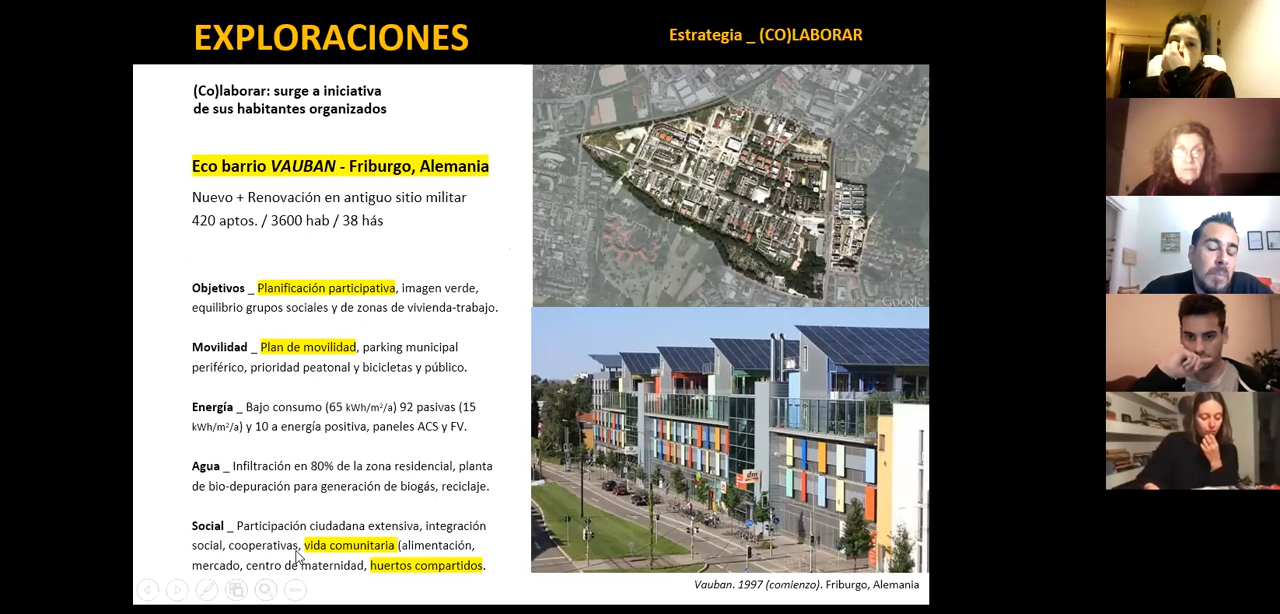 EXPLORACIONES
Estrategia _ (CO)LABORAR
(Co)laborar: surge a iniciativa
de sus habitantes organizados
Eco barrio VAUBAN - Friburgo, Alemania
Nuevo + Renovación en antiguo sitio militar
420 aptos. / 3600 hab / 38 hás
Objetivos _ Planificación participativa, imagen verde,
equilibrio grupos sociales y de zonas de vivienda-trabajo.
Movilidad _ Plan de movilidad, parking municipal
periférico, prioridad peatonal y bicicletas y público.
Energía _ Bajo consumo (65 kWh/m²/a) 92 pasivas (15
kWh/m²/a) y 10 a energía positiva, paneles ACS y FV.
Agua _ Infiltración en 80% de la zona residencial, planta
de bio-depuración para generación de biogás, reciclaje.
Social _ Participación ciudadana extensiva, integración
social, cooperativas, vida comunitaria (alimentación,
mercado, centro de maternidad, huertos compartidos.
Google
dm
Vauban. 1997 (comienzo). Friburgo, Alemania